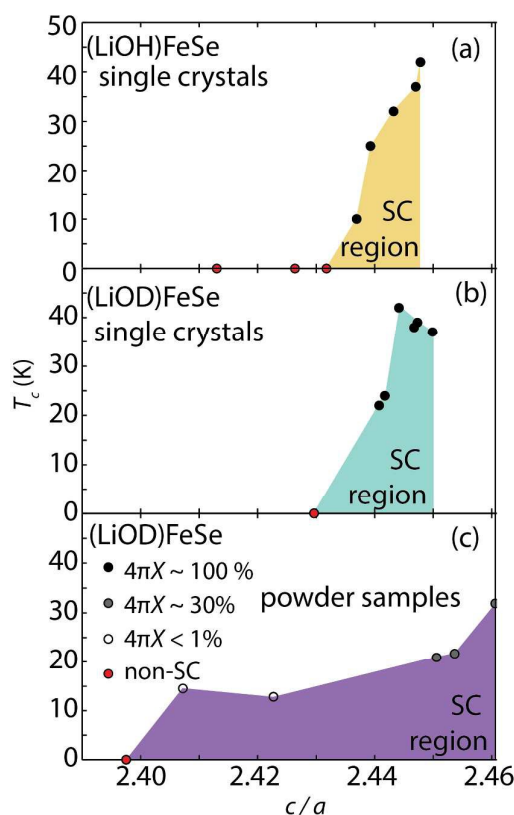 50
40
30
20
10
0
(LiOH)FeSe
single crystals
(a)
SC
region
40
30
20
10
0
(LiOD)FeSe
single crystals
(b)
SC
region
T_c (K)
40
30
20
10
0
(LiOD)FeSe
(c)
4πX ~ 100 %
4πX ~ 30%
4πX < 1%
non-SC
powder samples
SC
region
2.40 2.42 2.44 2.46
c / a